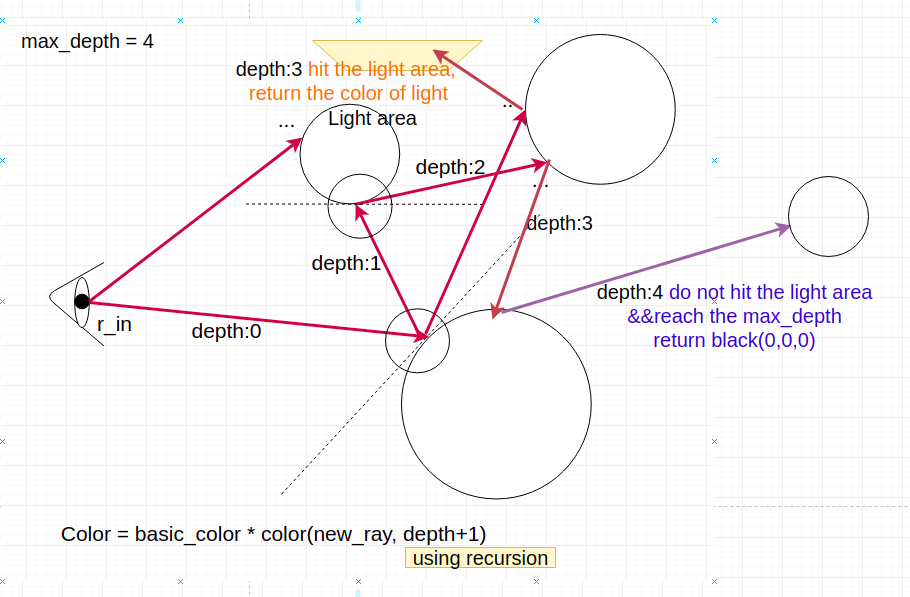 max_depth = 4
depth:3 hit the light area,
return the color of light
...
Light area
..
depth:2
...
depth:3
depth:1
depth:4 do not hit the light area
&&reach the max_depth
return black(0,0,0)
r_in
depth:0
Color = basic_color * color(new_ray, depth+1)
using recursion